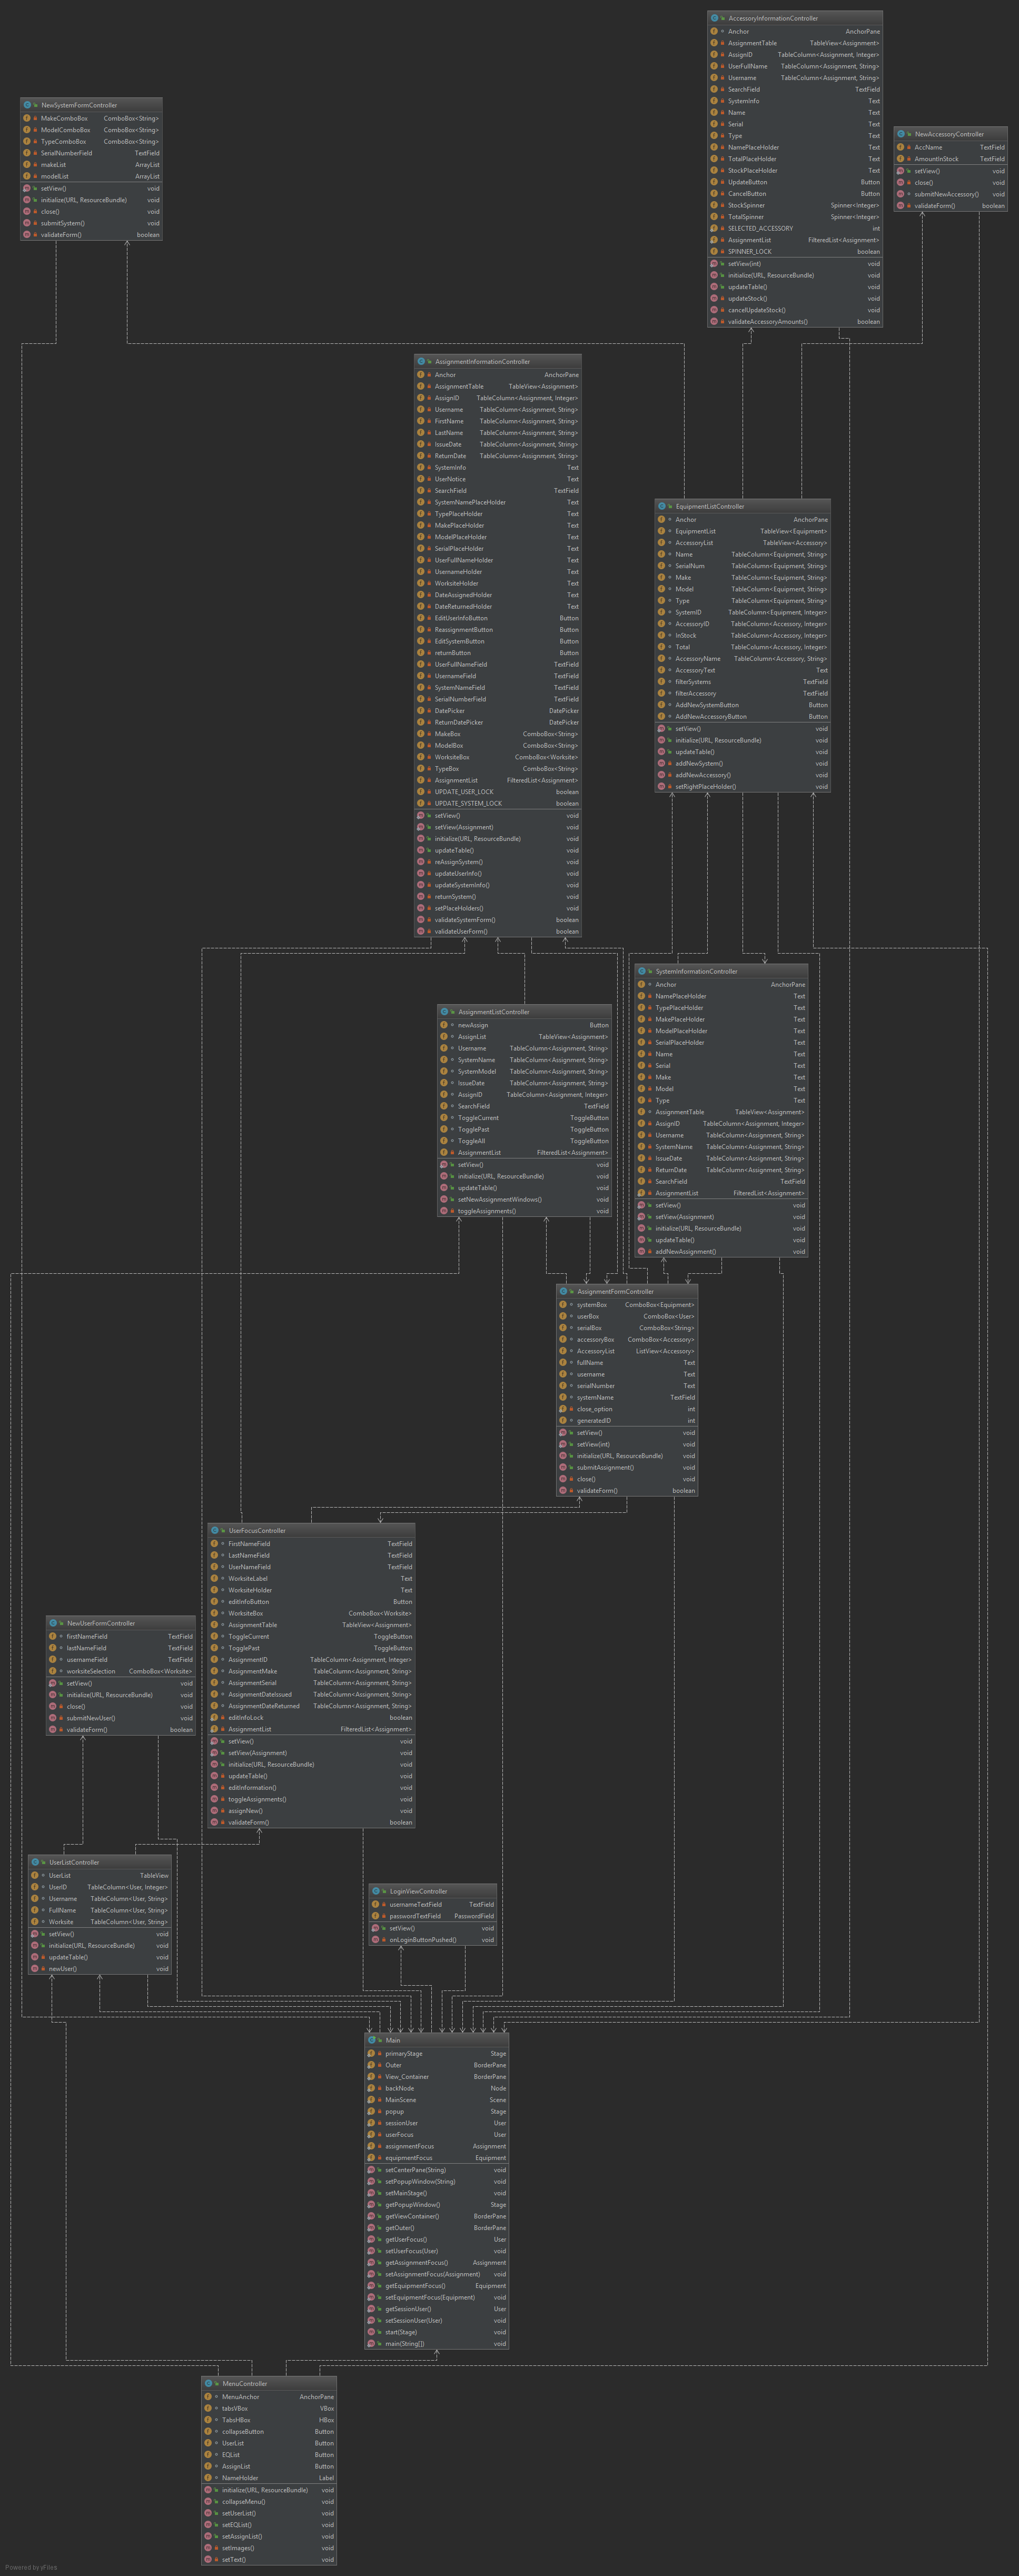 AccessoryInformationController
Anchor AnchorPane
AssignmentTable TableView<Assignment>
AssignID TableColumn<Assignment, Integer>
UserFullName TableColumn<Assignment, String>
Username TableColumn<Assignment, String>
SearchField TextField
SystemInfo Text
Name Text
Serial Text
Type Text
NamePlaceHolder Text
TotalPlaceHolder Text
StockPlaceHolder Text
UpdateButton Button
CancelButton Button
StockSpinner Spinner<Integer>
TotalSpinner Spinner<Integer>
SELECTED_ACCESSORY int
AssignmentList FilteredList<Assignment>
SPINNER_LOCK boolean
setView(int) void
initialize(URL, ResourceBundle) void
updateTable() void
updateStock() void
cancelUpdateStock() void
validateAccessoryAmounts() boolean
NewSystemFormController
MakeComboBox ComboBox<String>
ModelComboBox ComboBox<String>
TypeComboBox ComboBox<String>
SerialNumberField TextField
makeList ArrayList
modelList ArrayList
setView() void
initialize(URL, ResourceBundle) void
close() void
submitSystem() void
validateForm() boolean
NewAccessoryController
AccName TextField
AmountInStock TextField
setView() void
close() void
submitNewAccessory() void
validateForm() boolean
AssignmentInformationController
Anchor AnchorPane
AssignmentTable TableView<Assignment>
AssignID TableColumn<Assignment, Integer>
Username TableColumn<Assignment, String>
FirstName TableColumn<Assignment, String>
LastName TableColumn<Assignment, String>
IssueDate TableColumn<Assignment, String>
ReturnDate TableColumn<Assignment, String>
SystemInfo Text
UserNotice Text
SearchField TextField
SystemNamePlaceHolder Text
TypePlaceHolder Text
MakePlaceHolder Text
ModelPlaceHolder Text
SerialPlaceHolder Text
UserFullNameHolder Text
UsernameHolder Text
WorksiteHolder Text
DateAssignedHolder Text
DateReturnedHolder Text
EditUserInfoButton Button
ReassignmentButton Button
EditSystemButton Button
returnButton Button
UserFullNameField TextField
UsernameField TextField
SystemNameField TextField
SerialNumberField TextField
DatePicker DatePicker
ReturnDatePicker DatePicker
MakeBox ComboBox<String>
ModelBox ComboBox<String>
WorksiteBox ComboBox<Worksite>
TypeBox ComboBox<String>
AssignmentList FilteredList<Assignment>
UPDATE_USER_LOCK boolean
UPDATE_SYSTEM_LOCK boolean
setView() void
setView(Assignment) void
initialize(URL, ResourceBundle) void
updateTable() void
reAssignSystem() void
updateUserInfo() void
updateSystemInfo() void
returnSystem() void
setPlaceHolders() void
validateSystemForm() boolean
validateUserForm() boolean
EquipmentListController
Anchor AnchorPane
EquipmentList TableView<Equipment>
AccessoryList TableView<Accessory>
Name TableColumn<Equipment, String>
SerialNum TableColumn<Equipment, String>
Make TableColumn<Equipment, String>
Model TableColumn<Equipment, String>
Type TableColumn<Equipment, String>
SystemID TableColumn<Equipment, Integer>
AccessoryID TableColumn<Accessory, Integer>
InStock TableColumn<Accessory, Integer>
Total TableColumn<Accessory, Integer>
AccessoryName TableColumn<Accessory, String>
AccessoryText Text
filterSystems TextField
filterAccessory TextField
AddNewSystemButton Button
AddNewAccessoryButton Button
setView() void
initialize(URL, ResourceBundle) void
updateTable() void
addNewSystem() void
addNewAccessory() void
setRightPlaceHolder() void
SystemInformationController
Anchor AnchorPane
NamePlaceHolder Text
TypePlaceHolder Text
MakePlaceHolder Text
ModelPlaceHolder Text
SerialPlaceHolder Text
Name Text
Serial Text
Make Text
Model Text
Type Text
AssignmentTable TableView<Assignment>
AssignID TableColumn<Assignment, Integer>
Username TableColumn<Assignment, String>
SystemName TableColumn<Assignment, String>
IssueDate TableColumn<Assignment, String>
ReturnDate TableColumn<Assignment, String>
SearchField TextField
AssignmentList FilteredList<Assignment>
setView() void
setView(Assignment) void
initialize(URL, ResourceBundle) void
updateTable() void
addNewAssignment() void
AssignmentListController
newAssign Button
AssignList TableView<Assignment>
Username TableColumn<Assignment, String>
SystemName TableColumn<Assignment, String>
SystemModel TableColumn<Assignment, String>
IssueDate TableColumn<Assignment, String>
AssignID TableColumn<Assignment, Integer>
SearchField TextField
ToggleCurrent ToggleButton
TogglePast ToggleButton
ToggleAll ToggleButton
AssignmentList FilteredList<Assignment>
setView() void
initialize(URL, ResourceBundle) void
updateTable() void
setNewAssignmentWindows() void
toggleAssignments() void
AssignmentFormController
systemBox ComboBox<Equipment>
userBox ComboBox<User>
serialBox ComboBox<String>
accessoryBox ComboBox<Accessory>
AccessoryList ListView<Accessory>
fullName Text
username Text
serialNumber Text
systemName TextField
close_option int
generatedID int
setView() void
setView(int) void
initialize(URL, ResourceBundle) void
submitAssignment() void
close() void
validateForm() boolean
UserFocusController
FirstNameField TextField
LastNameField TextField
UserNameField TextField
WorksiteLabel Text
WorksiteHolder Text
editInfoButton Button
WorksiteBox ComboBox<Worksite>
AssignmentTable TableView<Assignment>
ToggleCurrent ToggleButton
TogglePast ToggleButton
AssignmentID TableColumn<Assignment, Integer>
AssignmentMake TableColumn<Assignment, String>
AssignmentSerial TableColumn<Assignment, String>
AssignmentDateIssued TableColumn<Assignment, String>
AssignmentDateReturned TableColumn<Assignment, String>
editInfoLock boolean
AssignmentList FilteredList<Assignment>
setView() void
setView(Assignment) void
initialize(URL, ResourceBundle) void
updateTable() void
editInformation() void
toggleAssignments() void
assignNew() void
validateForm() boolean
NewUserFormController
firstNameField TextField
lastNameField TextField
usernameField TextField
worksiteSelection ComboBox<Worksite>
setView() void
initialize(URL, ResourceBundle) void
close() void
submitNewUser() void
validateForm() boolean
UserListController
UserList TableView
UserID TableColumn<User, Integer>
Username TableColumn<User, String>
FullName TableColumn<User, String>
Worksite TableColumn<User, String>
setView() void
initialize(URL, ResourceBundle) void
updateTable() void
newUser() void
LoginViewController
usernameTextField TextField
passwordTextField PasswordField
setView() void
onLoginButtonPushed() void
Main
primaryStage Stage
Outer BorderPane
View_Container BorderPane
backNode Node
MainScene Scene
popup Stage
sessionUser User
userFocus User
assignmentFocus Assignment
equipmentFocus Equipment
setCenterPane(String) void
setPopupWindow(String) void
setMainStage() void
getPopupWindow() Stage
getViewContainer() BorderPane
getOuter() BorderPane
getUserFocus() User
setUserFocus(User) void
getAssignmentFocus() Assignment
setAssignmentFocus(Assignment) void
getEquipmentFocus() Equipment
setEquipmentFocus(Equipment) void
getSessionUser() User
setSessionUser(User) void
start(Stage) void
main(String[]) void
MenuController
MenuAnchor AnchorPane
tabsVBox VBox
TabsHBox HBox
collapseButton Button
UserList Button
EQList Button
AssignList Button
NameHolder Label
initialize(URL, ResourceBundle) void
collapseMenu() void
setUserList() void
setEQList() void
setAssignList() void
setImages() void
setText() void
Powered by yFiles